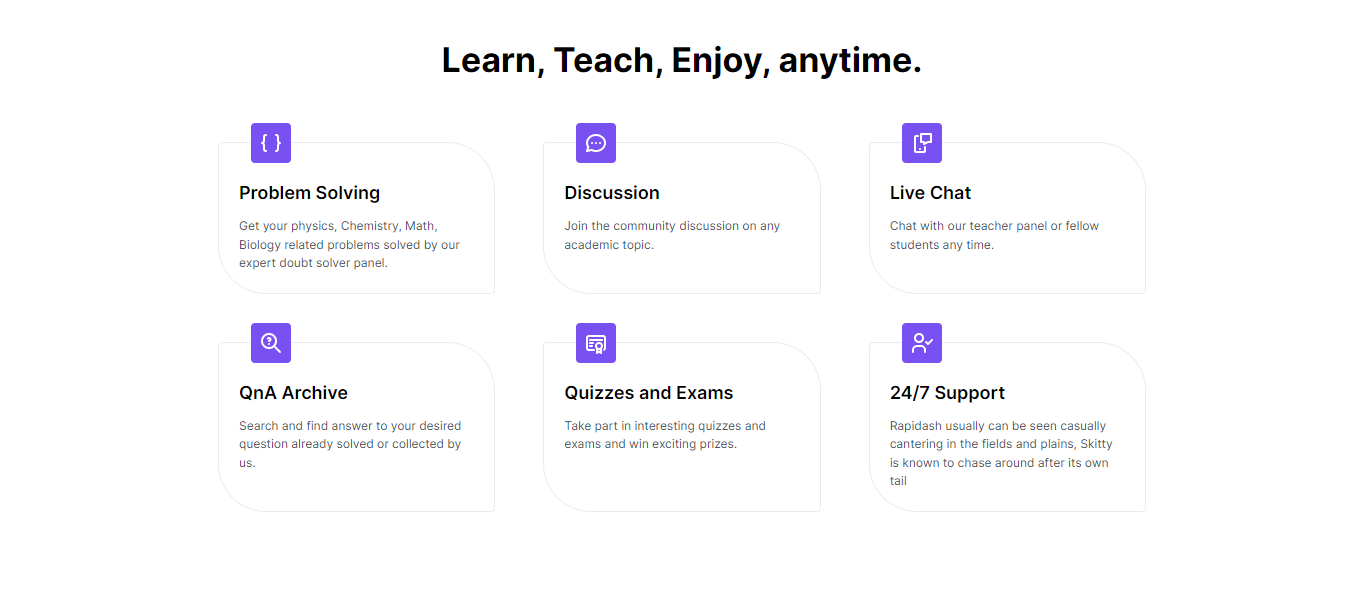 Learn, Teach, Enjoy, anytime.
Problem Solving
Get your physics, Chemistry, Math,
Biology related problems solved by our
expert doubt solver panel.
Discussion
Join the community discussion on any
academic topic.
Live Chat
Chat with our teacher panel or fellow
students any time.
QnA Archive
Search and find answer to your desired
question already solved or collected by
us.
Quizzes and Exams
Take part in interesting quizzes and
exams and win exciting prizes.
24/7 Support
Rapidash usually can be seen casually
cantering in the fields and plains, Skitty
is known to chase around after its own
tail